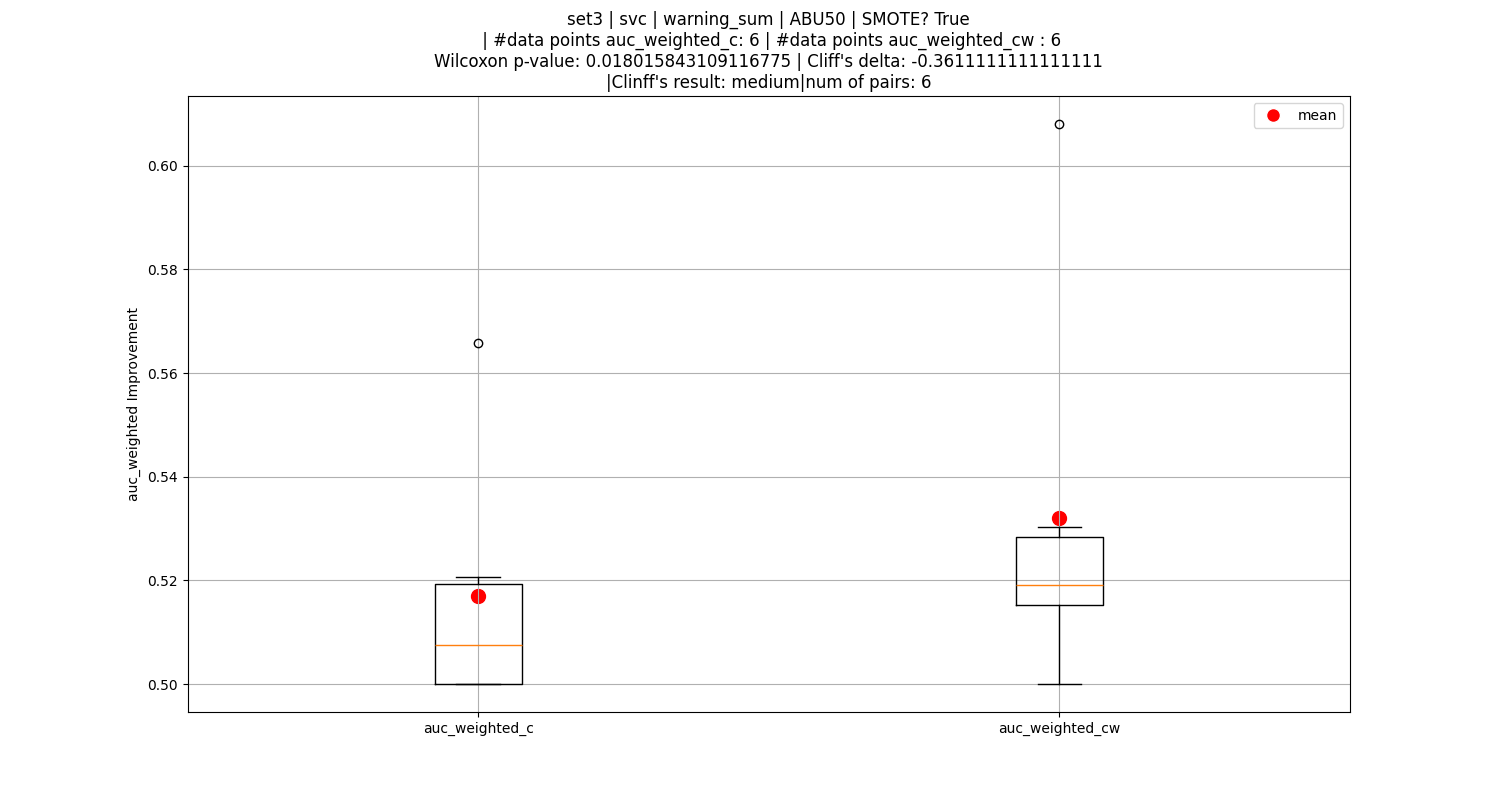 set3 | svc | warning_sum | ABU50 | SMOTE? True
| #data points auc_weighted_c: 6 | #data points auc_weighted_cw : 6
Wilcoxon p-value: 0.018015843109116775 | Cliff's delta: -0.3611111111111111
|Clinff's result: medium|num of pairs: 6
mean
0.60
0.58
0.56
0.54
0.52
0.50
auc_weighted Improvement
auc_weighted_c
auc_weighted_cw